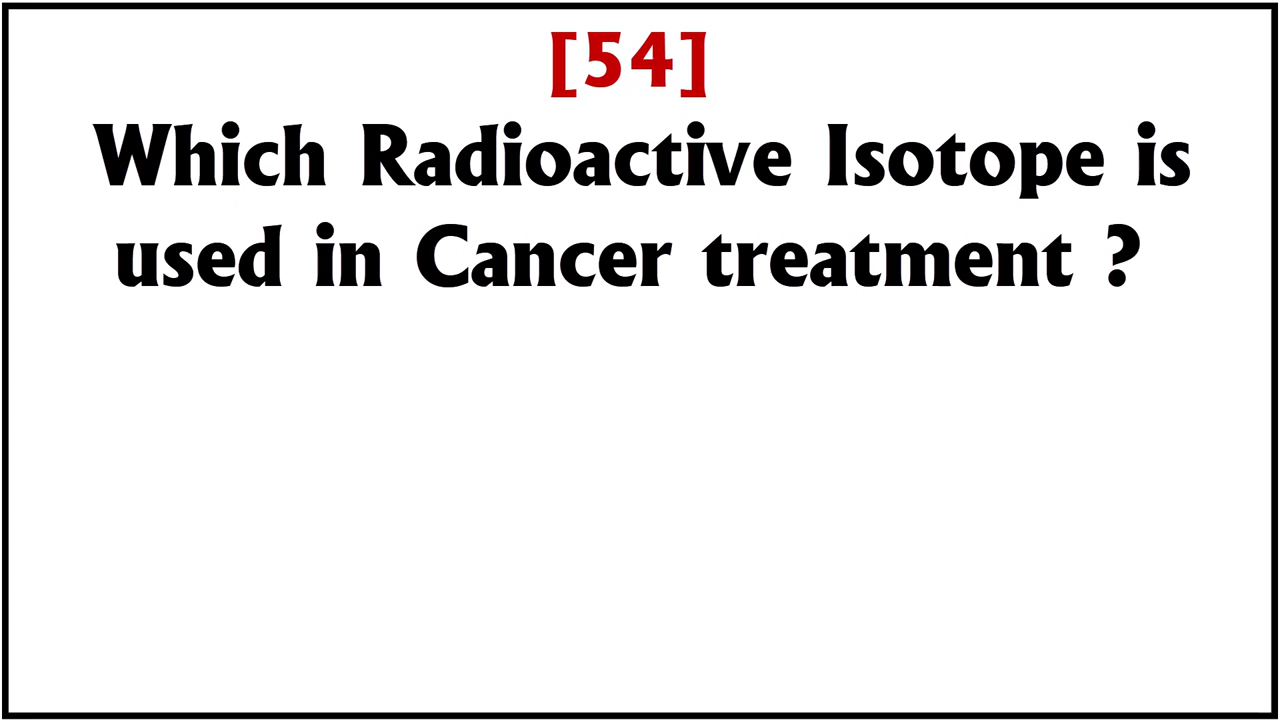 [54]
Which Radioactive Isotope is
used in Cancer treatment ?